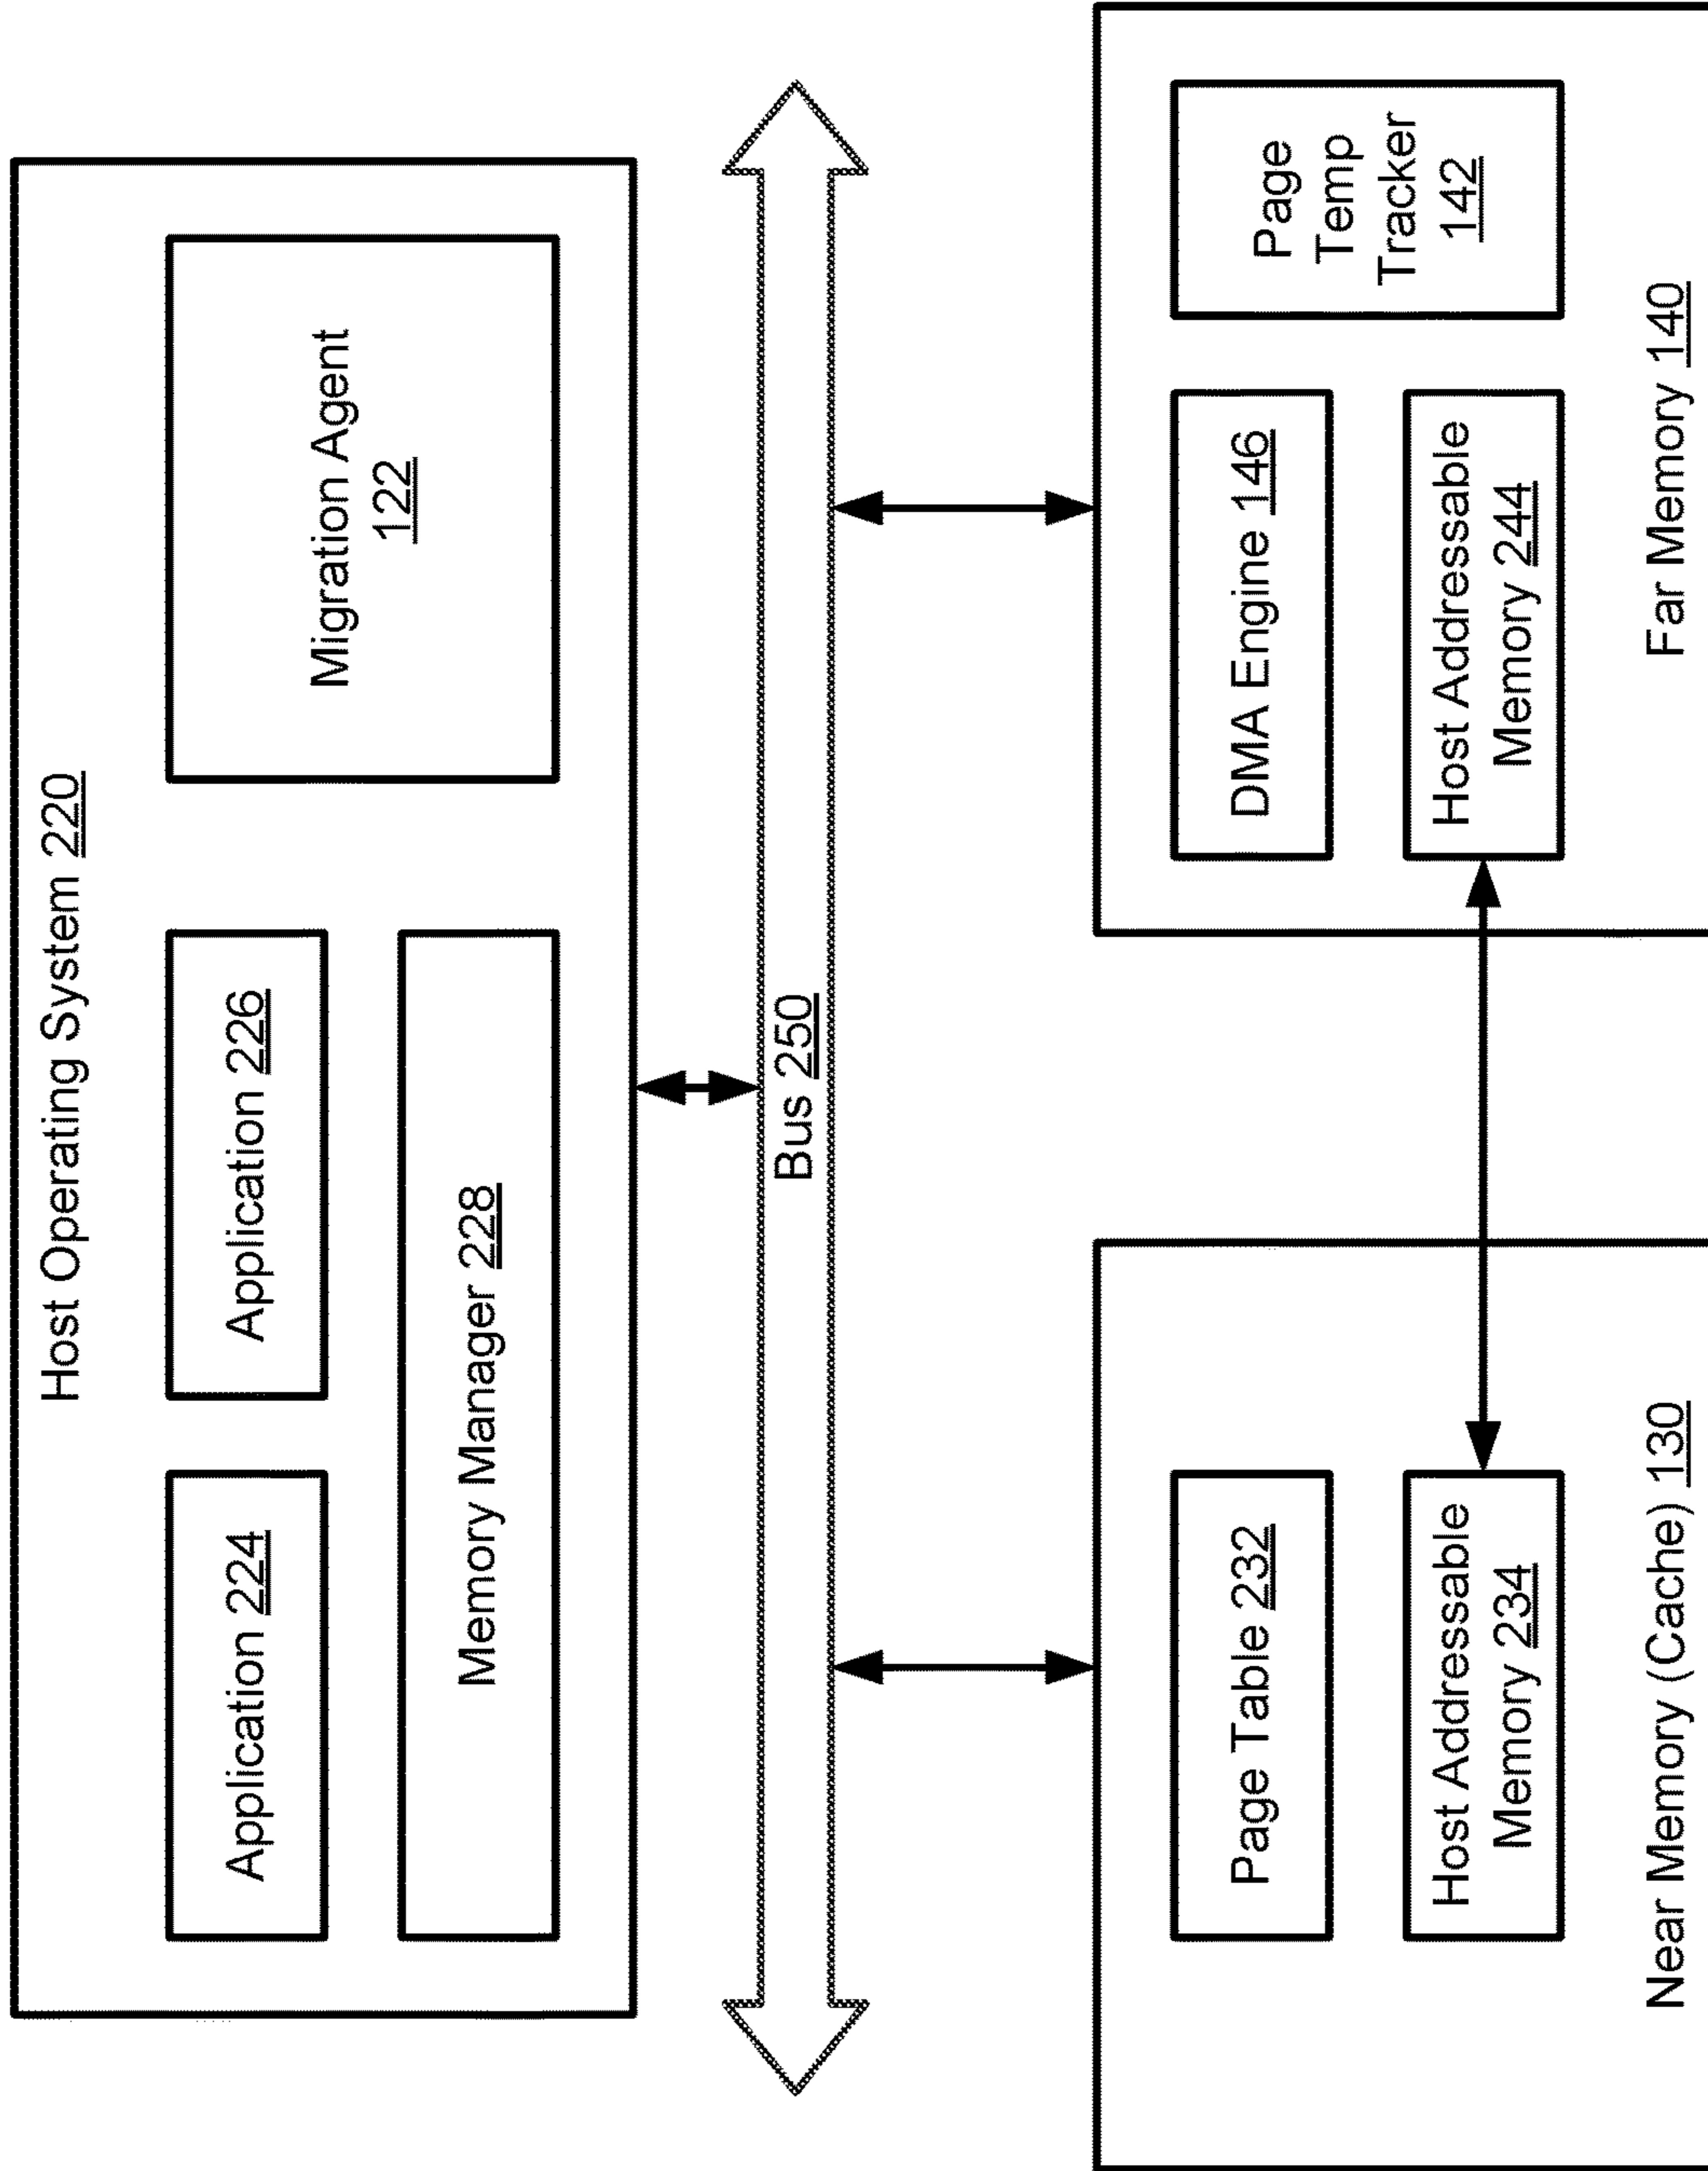 Host Operating System 220
Application 224
Application 226
Memory Manager 228
Migration Agent
122
Bus 250
Page Table 232
Host Addressable
Memory 234
Near Memory (Cache) 130
DMA Engine 146
Host Addressable
Memory 244
Page
Temp
Tracker
142
Far Memory 140